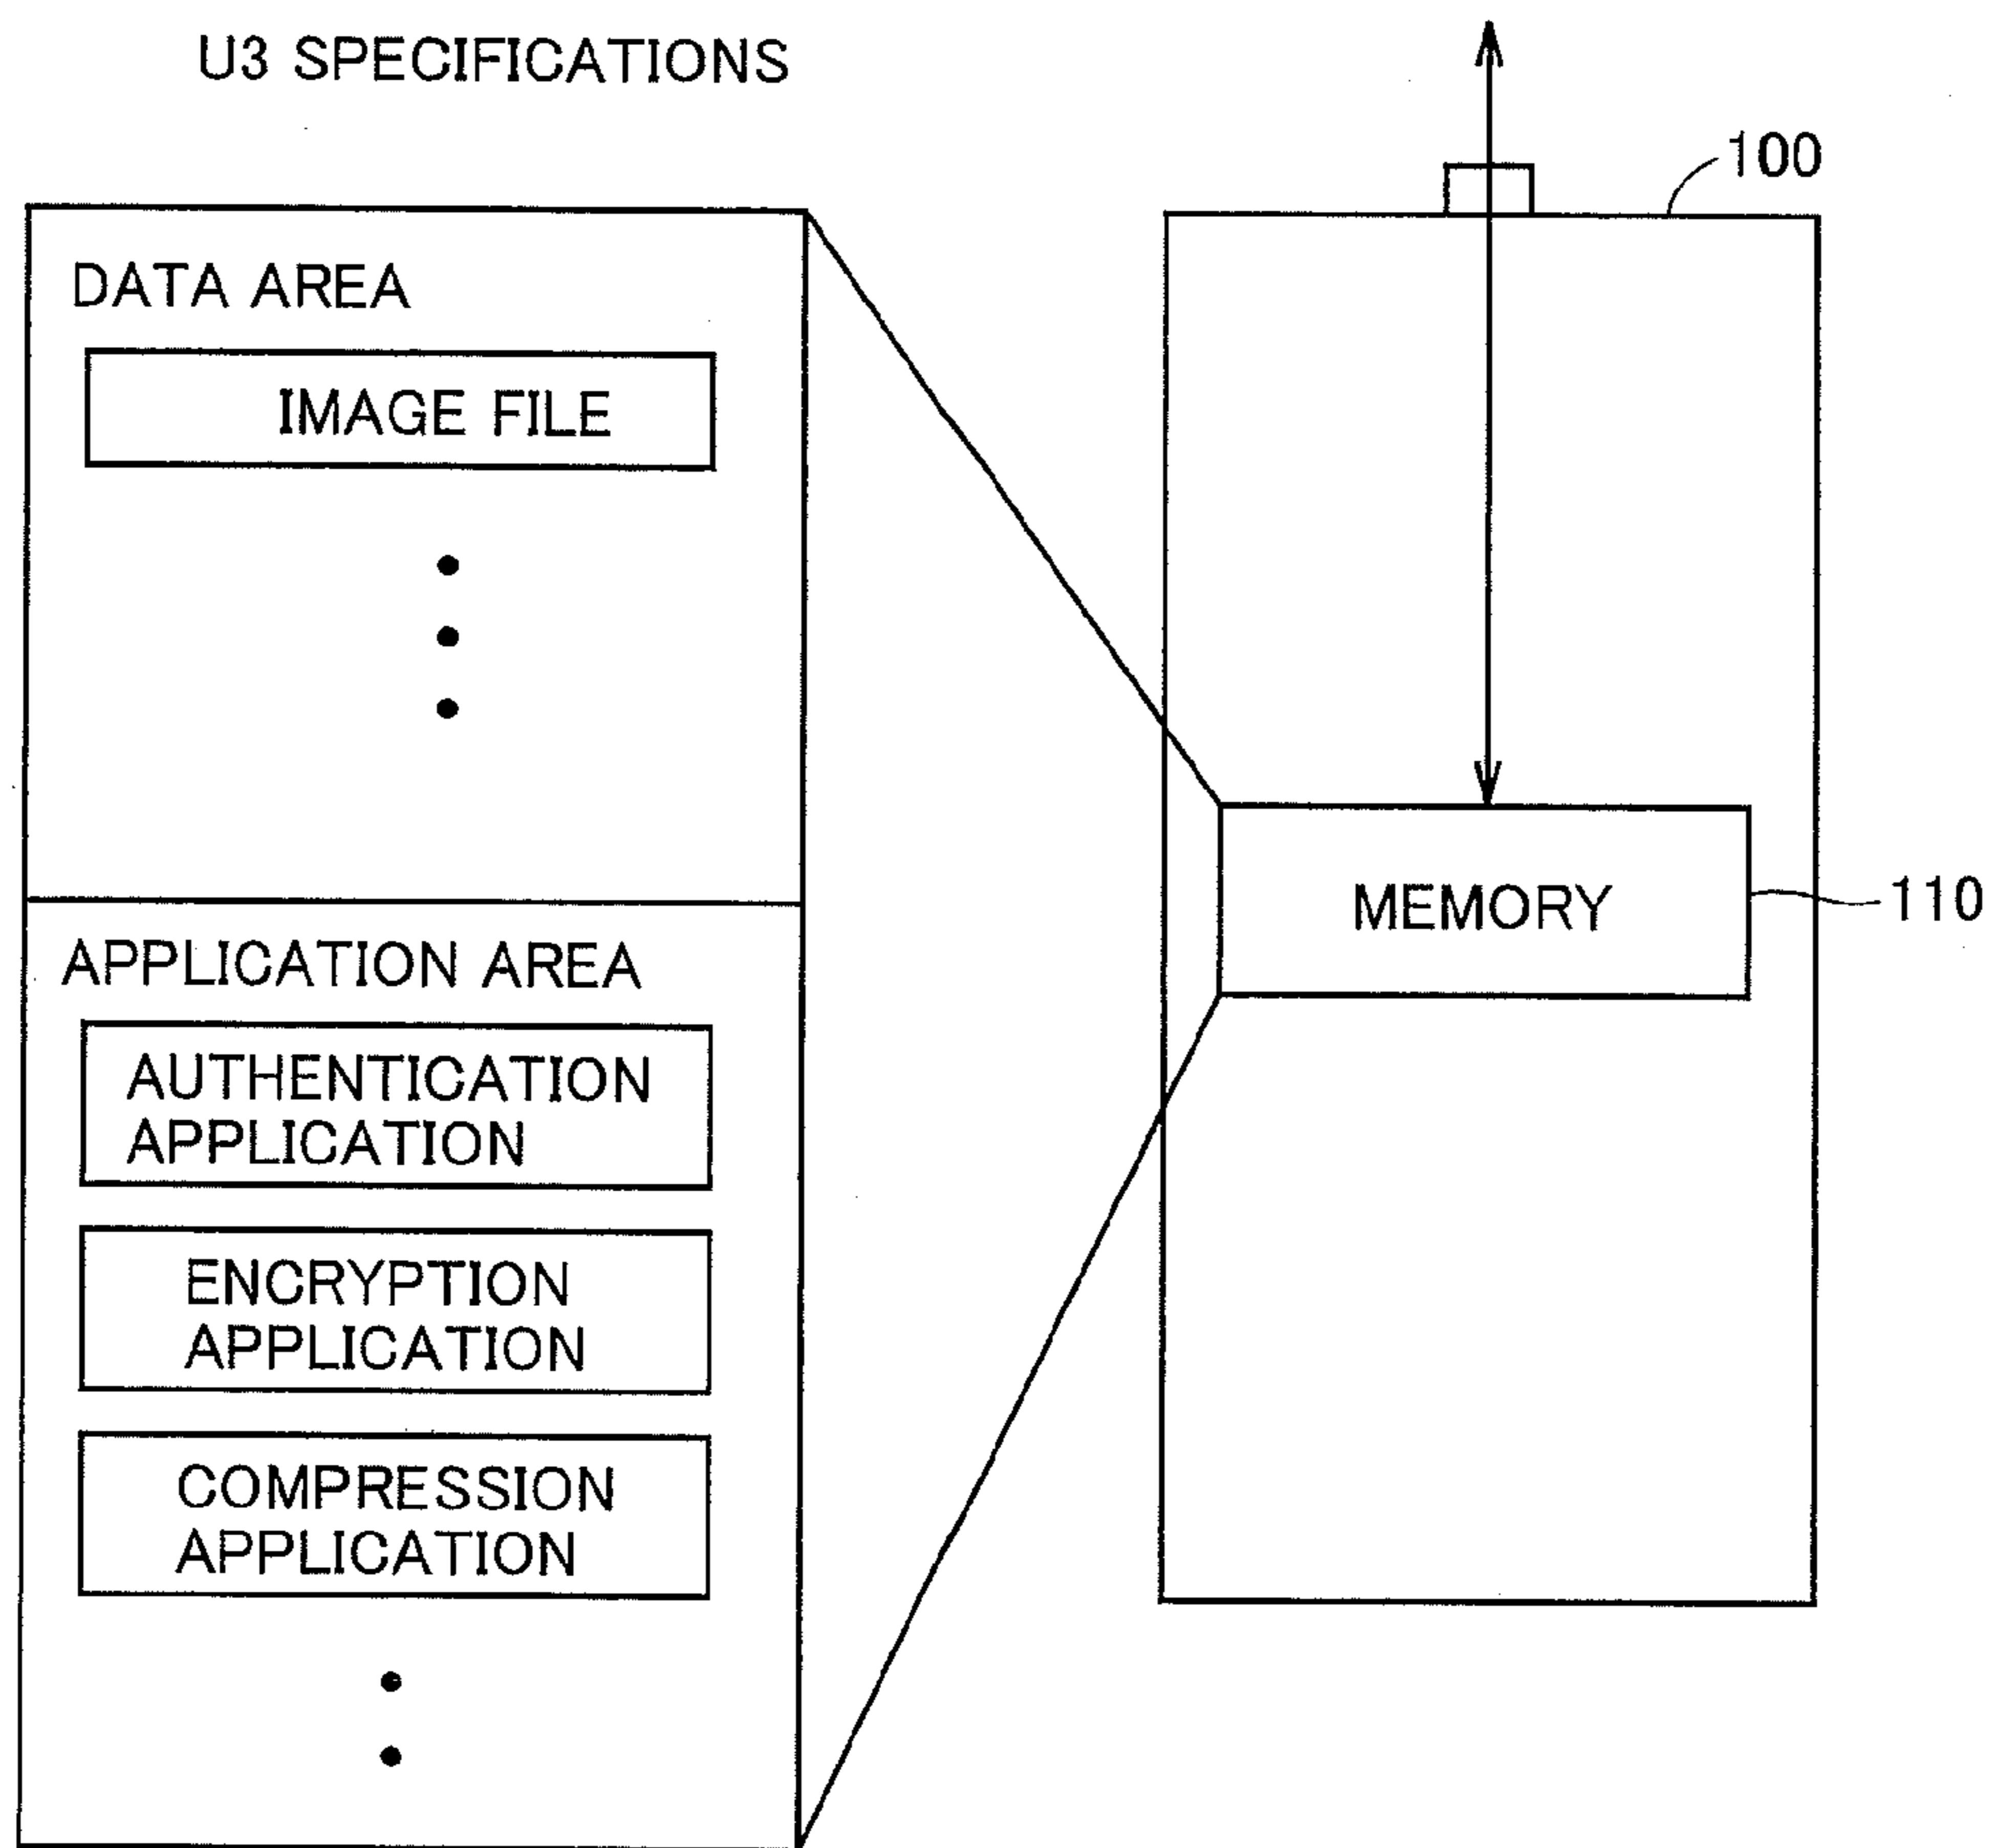 U3 SPECIFICATIONS
100
DATA AREA
IMAGE FILE
MEMORY
110
APPLICATION AREA
AUTHENTICATION
APPLICATION
ENCRYPTION
APPLICATION
COMPRESSION
APPLICATION